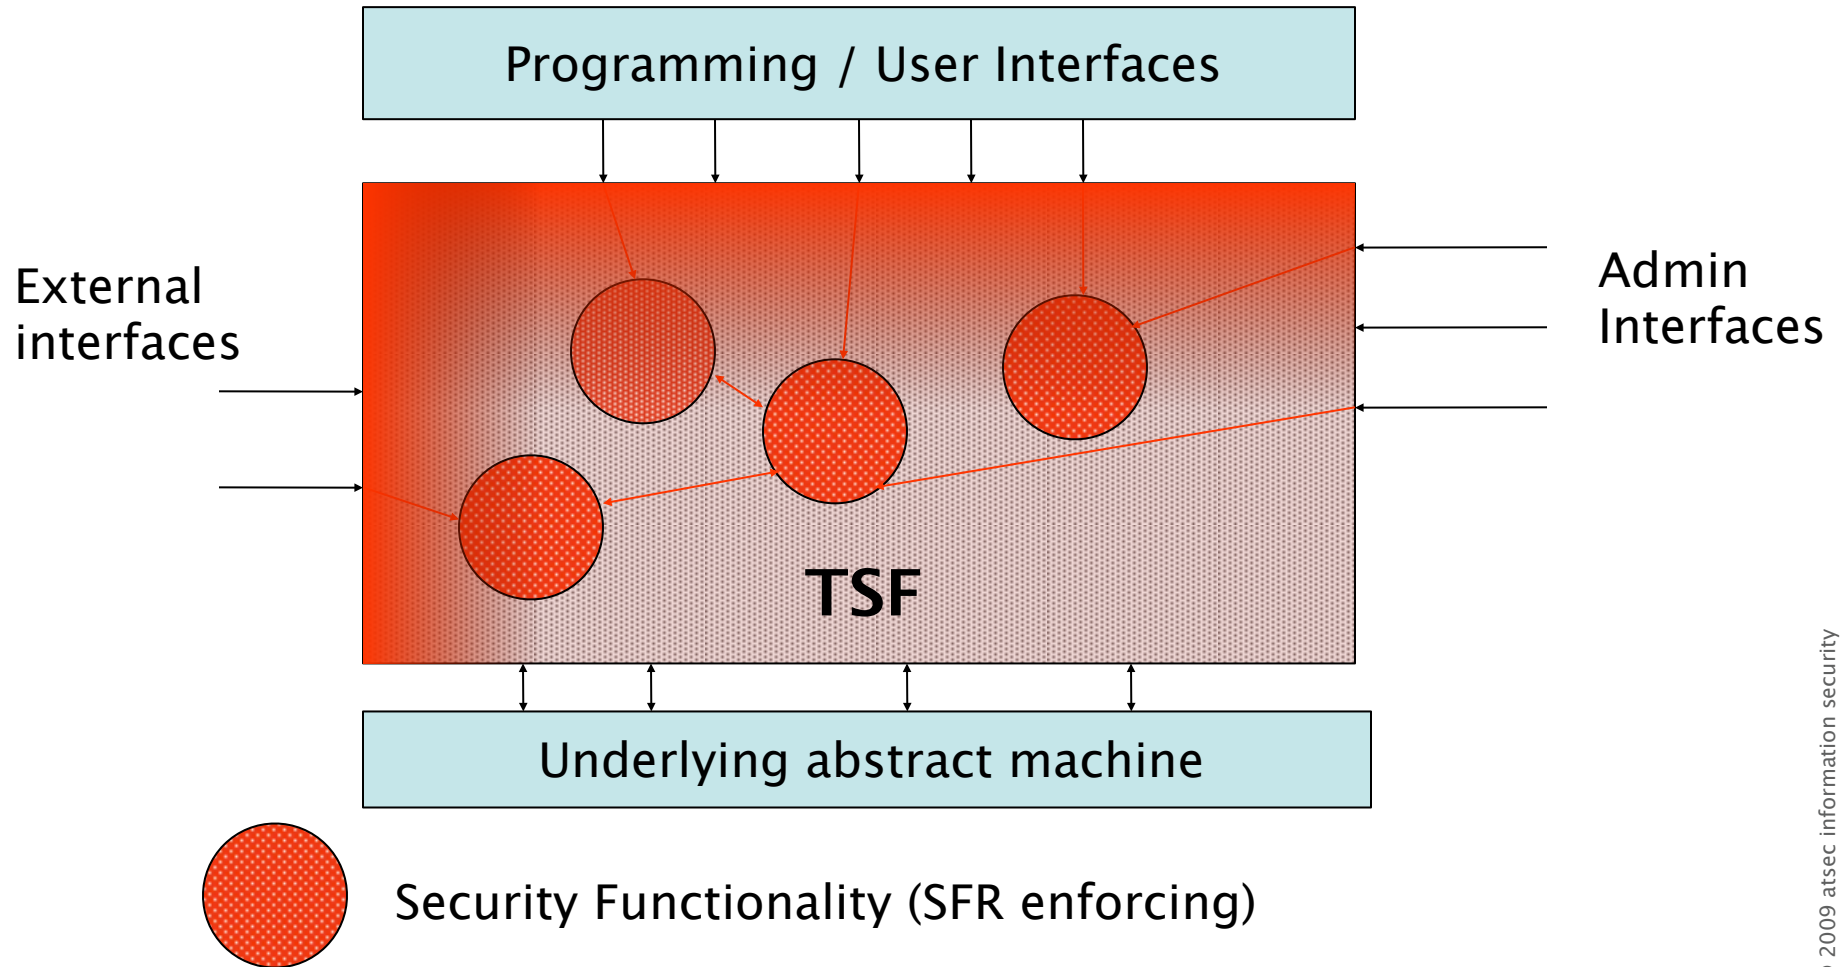 Programming / User Interfaces
External
interfaces
Admin
Interfaces
TSF
Underlying abstract machine
Security Functionality (SFR enforcing)
2009 atsec information security